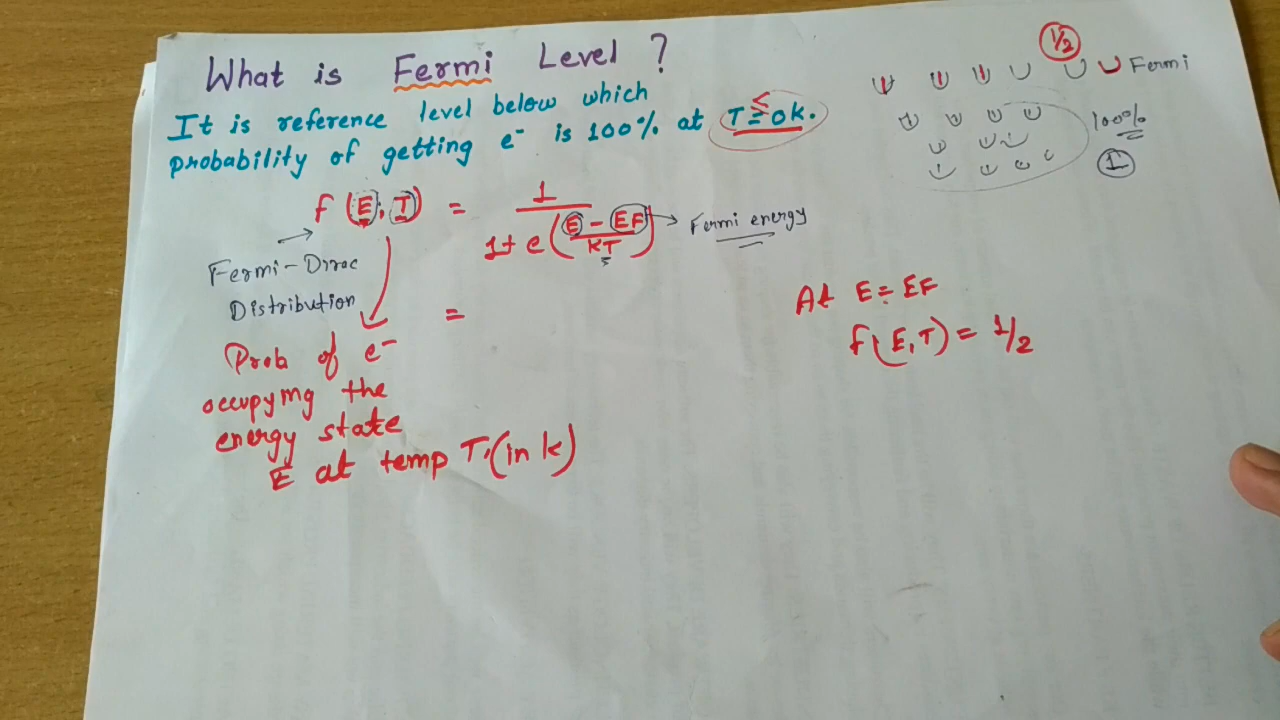 What is Fermi Level ?
It is reference level below which
probability of getting e⁻ is 100% at T ≤ 0 k.
f (E, T) = 1 / 1+ e ( E - EF / KT )
Fermi energy
Fermi-Dirac
Distribution
=
Prob of e⁻
occupying the
energy state
E at temp T. (in k)
1/2
Fermi
100%
1
At E = EF
f(E,T) = 1/2